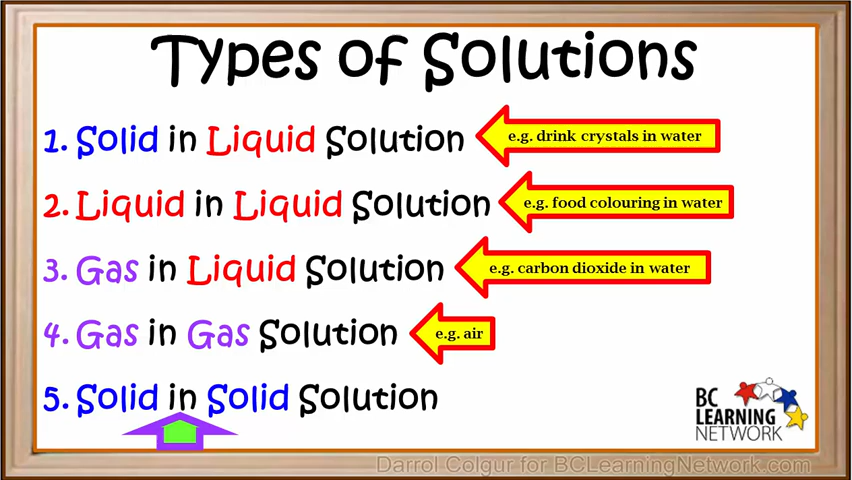 Types of Solutions
1. Solid in Liquid Solution
e.g. drink crystals in water
2. Liquid in Liquid Solution
e.g. food colouring in water
3. Gas in Liquid Solution
e.g. carbon dioxide in water
4. Gas in Gas Solution
e.g. air
5. Solid in Solid Solution
BC
LEARNING
NETWORK
Darrol Colgur for BCLearningNetwork.com